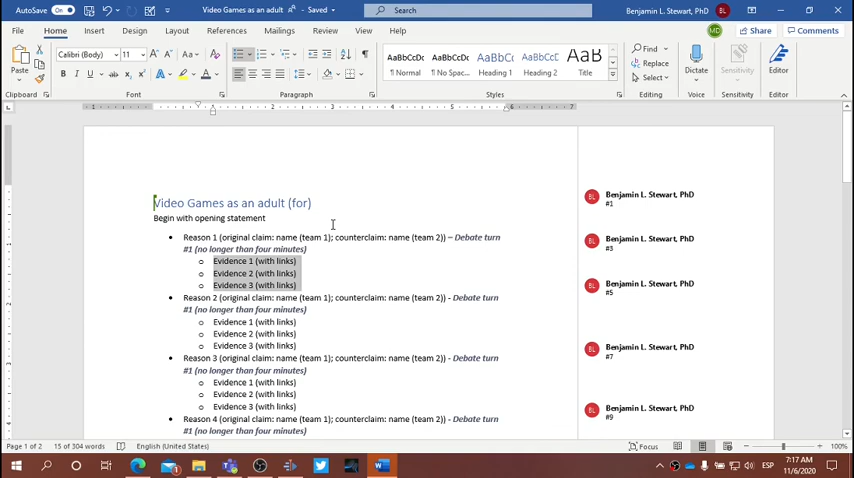 AutoSave On
Video Games as an adult - Saved
Search
Benjamin L. Stewart, PhD
BL
File
Home
Insert
Design
Layout
References
Mailings
Review
View
Help
MD
Share
Comments
Paste
Calibri (Body)
11
AaBbCcDc
AaBbCcDc
AaBbCc
AaBbCcD
AaB
¶ Normal
¶ No Spac...
Heading 1
Heading 2
Title
Find
Replace
Select
Dictate
Sensitivity
Editor
Clipboard
Font
Paragraph
Styles
Editing
Voice
Sensitivity
Editor
Video Games as an adult (for)
Begin with opening statement
• Reason 1 (original claim: name (team 1); counterclaim: name (team 2)) – Debate turn
#1 (no longer than four minutes)
o Evidence 1 (with links)
o Evidence 2 (with links)
o Evidence 3 (with links)
• Reason 2 (original claim: name (team 1); counterclaim: name (team 2)) - Debate turn
#1 (no longer than four minutes)
o Evidence 1 (with links)
o Evidence 2 (with links)
o Evidence 3 (with links)
• Reason 3 (original claim: name (team 1); counterclaim: name (team 2)) - Debate turn
#1 (no longer than four minutes)
o Evidence 1 (with links)
o Evidence 2 (with links)
o Evidence 3 (with links)
• Reason 4 (original claim: name (team 1); counterclaim: name (team 2)) - Debate turn
#1 (no longer than four minutes)
BL Benjamin L. Stewart, PhD
#1
BL Benjamin L. Stewart, PhD
#3
BL Benjamin L. Stewart, PhD
#5
BL Benjamin L. Stewart, PhD
#7
BL Benjamin L. Stewart, PhD
#9
Page 1 of 2
15 of 304 words
English (United States)
Focus
100%
ESP
7:17 AM
11/6/2020